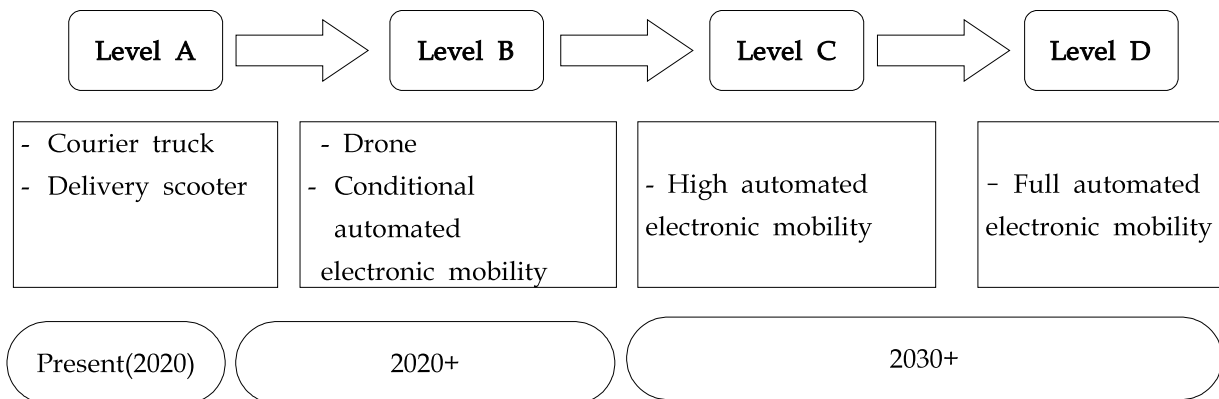 Level A
Level B
Level C
Level D
- Courier truck
- Delivery scooter
- Drone
- Conditional
automated
electronic mobility
- High automated
electronic mobility
- Full automated
electronic mobility
Present(2020)
2020+
2030+